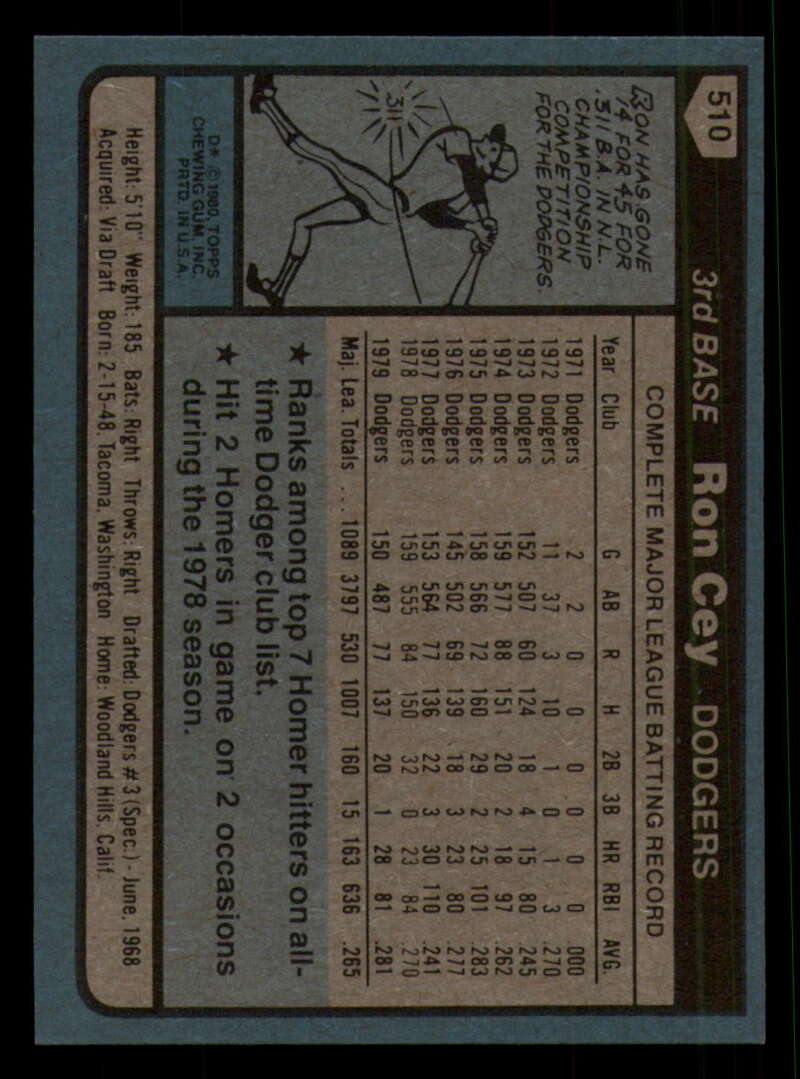 510
3rd BASE Ron Cey • DODGERS
RON HAS GONE
14 FOR 45 FOR
.311 B.A. IN N.L.
CHAMPIONSHIP
COMPETITION
FOR THE DODGERS.
311
D* © 1980, TOPPS
CHEWING GUM, INC.
PRTD. IN U.S.A.
COMPLETE MAJOR LEAGUE BATTING RECORD
Year Club G AB R H 2B 3B HR RBI AVG.
1971 Dodgers 2 2 0 0 0 0 0 0 .000
1972 Dodgers 11 37 3 10 1 0 1 3 .270
1973 Dodgers 152 507 60 124 18 4 15 80 .245
1974 Dodgers 159 577 88 151 20 2 18 97 .262
1975 Dodgers 158 566 72 160 29 2 25 101 .283
1976 Dodgers 145 502 69 139 18 3 23 80 .277
1977 Dodgers 153 564 77 136 22 3 30 110 .241
1978 Dodgers 159 555 84 150 32 0 23 84 .270
1979 Dodgers 150 487 77 137 20 1 28 81 .281
Maj. Lea. Totals . . . 1089 3797 530 1007 160 15 163 636 .265
★ Ranks among top 7 Homer hitters on all-
time Dodger club list.
★ Hit 2 Homers in game on 2 occasions
during the 1978 season.
Height: 5'10" Weight: 185 Bats: Right Throws: Right Drafted: Dodgers #3 (Spec.) - June, 1968
Acquired: Via Draft Born: 2-15-48, Tacoma, Washington Home: Woodland Hills, Calif.